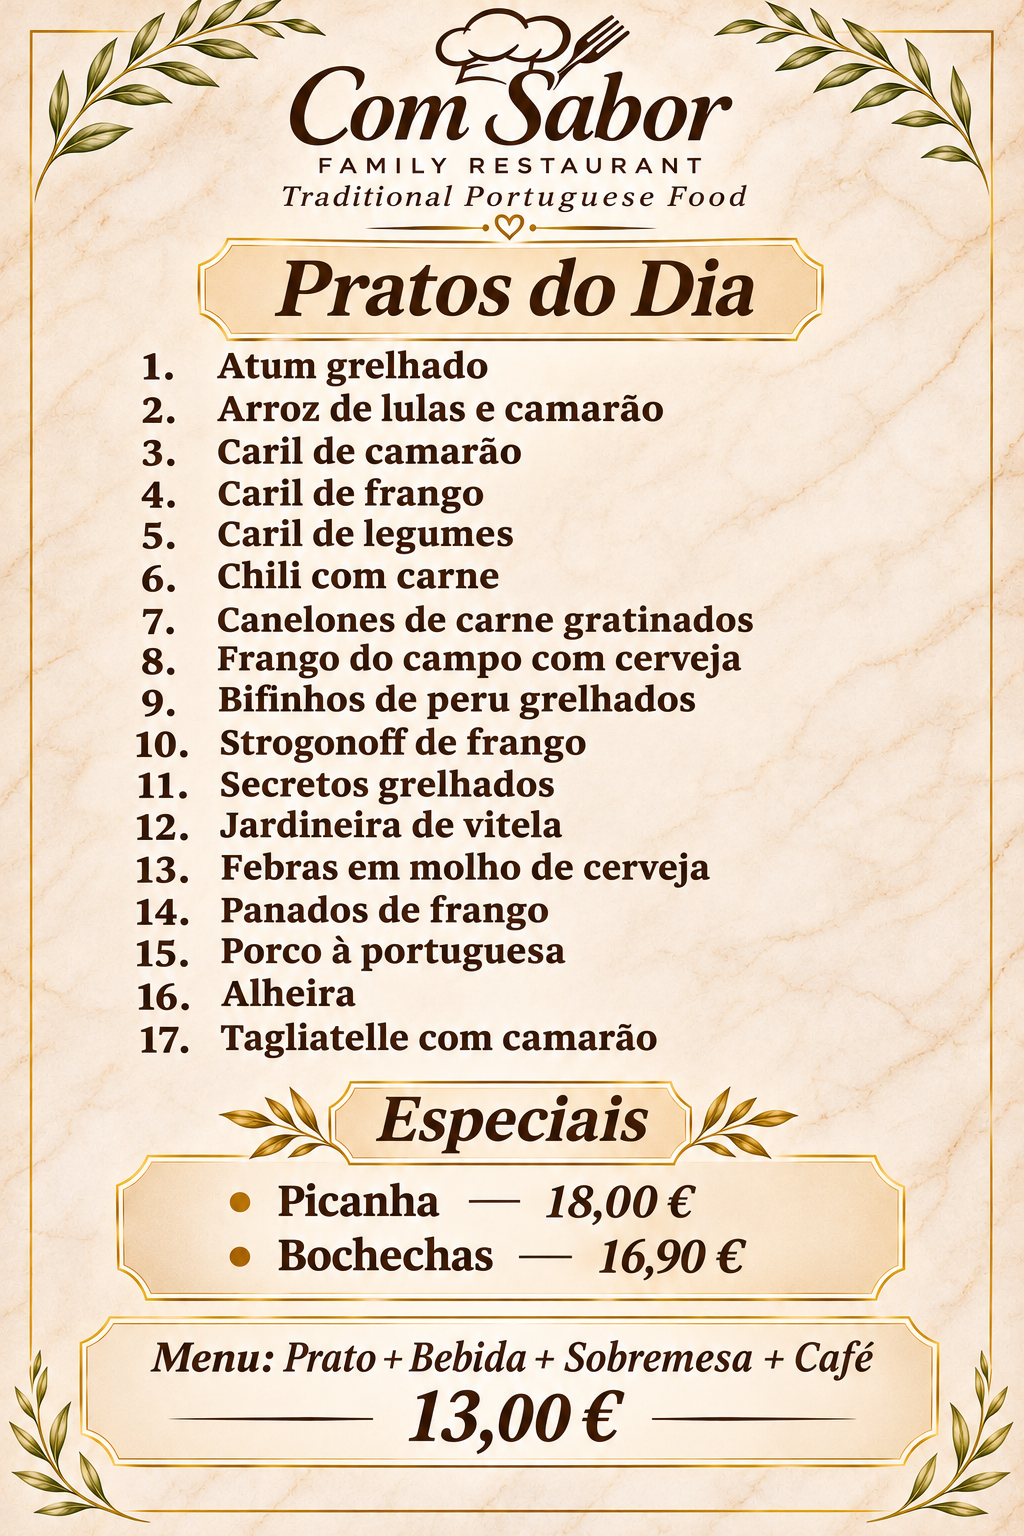 Com Sabor
FAMILY RESTAURANT
Traditional Portuguese Food
Pratos do Dia
1. Atum grelhado
2. Arroz de lulas e camarão
3. Caril de camarão
4. Caril de frango
5. Caril de legumes
6. Chili com carne
7. Canelones de carne gratinados
8. Frango do campo com cerveja
9. Bifinhos de peru grelhados
10. Strogonoff de frango
11. Secretos grelhados
12. Jardineira de vitela
13. Febras em molho de cerveja
14. Panados de frango
15. Porco à portuguesa
16. Alheira
17. Tagliatelle com camarão
Especiais
• Picanha — 18,00 €
• Bochechas — 16,90 €
Menu: Prato + Bebida + Sobremesa + Café
13,00 €